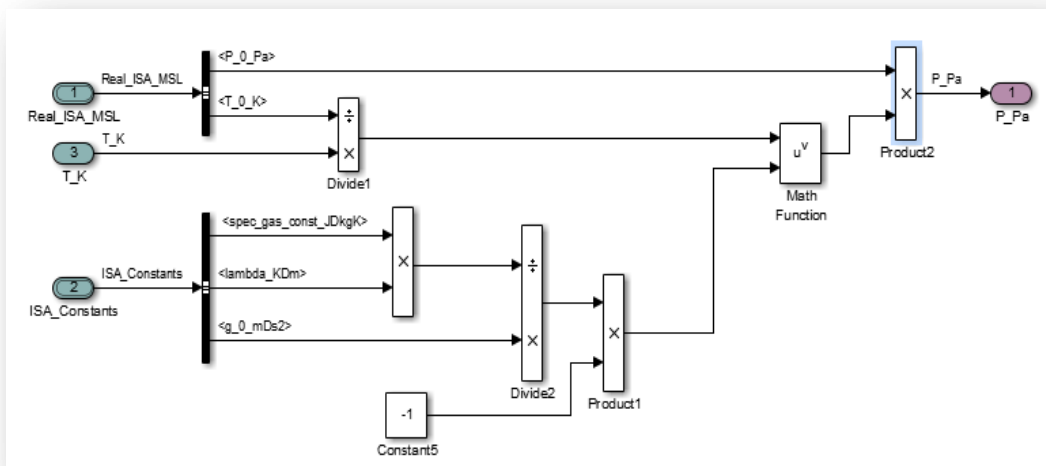 <P_0_Pa>
Real_ISA_MSL
1
Real_ISA_MSL
<T_0_K>
T_K
3
T_K
÷
×
Divide1
u^v
Math
Function
×
Product2
P_Pa
1
P_Pa
<spec_gas_const_JDkgK>
×
ISA_Constants
2
ISA_Constants
<lambda_KDm>
<g_0_mDs2>
÷
×
Divide2
×
Product1
-1
Constant5